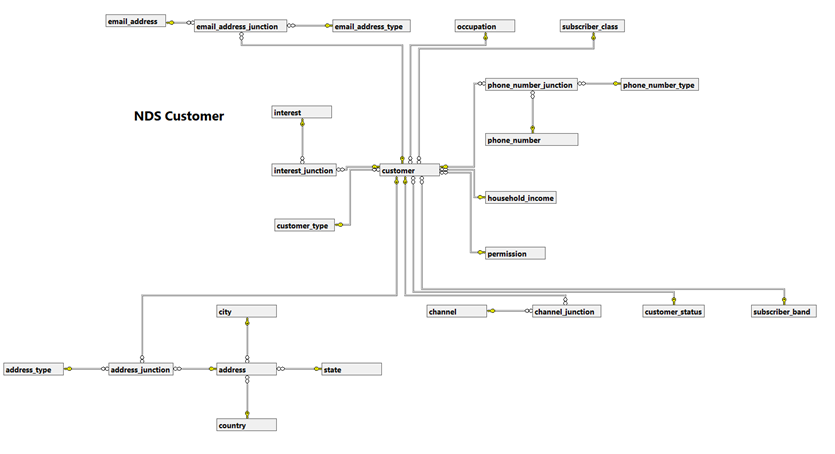 email_address
email_address_junction
email_address_type
occupation
subscriber_class
phone_number_junction
phone_number_type
NDS Customer
interest
phone_number
interest_junction
customer
household_income
customer_type
permission
city
channel
channel_junction
customer_status
subscriber_band
address_type
address_junction
address
state
country